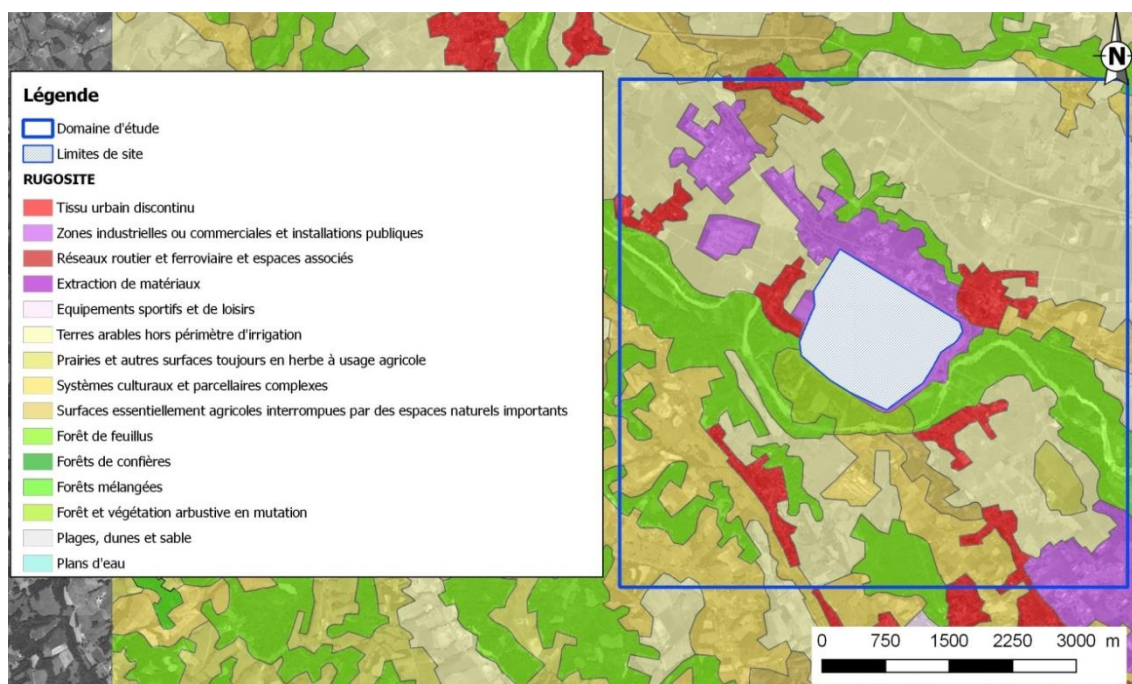 N
Légende
Domaine d'étude
Limites de site
RUGOSITE
Tissu urbain discontinu
Zones industrielles ou commerciales et installations publiques
Réseaux routier et ferroviaire et espaces associés
Extraction de matériaux
Equipements sportifs et de loisirs
Terres arables hors périmètre d'irrigation
Prairies et autres surfaces toujours en herbe à usage agricole
Systèmes culturaux et parcellaires complexes
Surfaces essentiellement agricoles interrompues par des espaces naturels importants
Forêt de feuillus
Forêts de confières
Forêts mélangées
Forêt et végétation arbustive en mutation
Plages, dunes et sable
Plans d'eau
0 750 1500 2250 3000 m